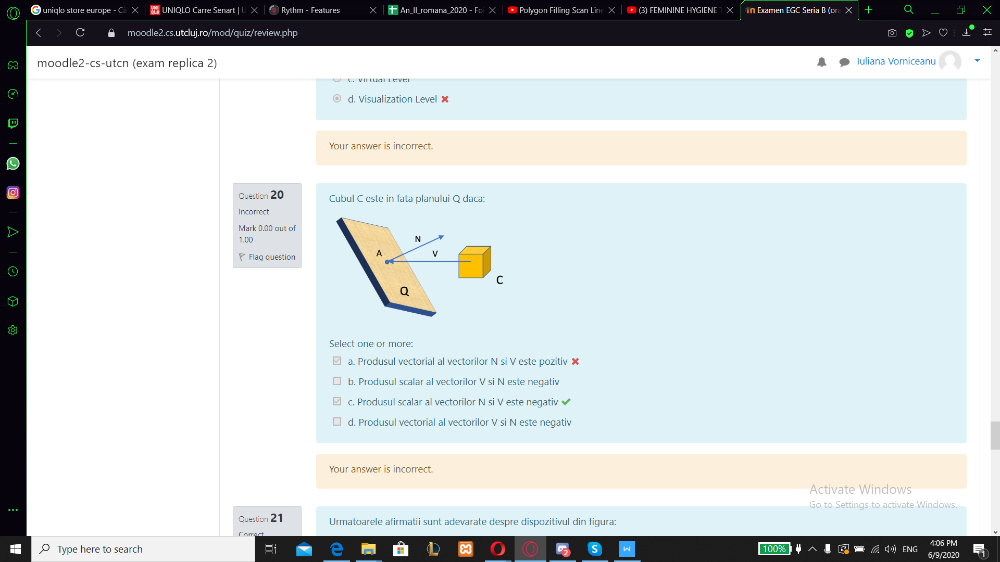 uniqlo store europe - Că
UNIQLO Carre Senart | U
Rythm - Features
An_II_romana_2020 - Foi
Polygon Filling Scan Line
(3) FEMININE HYGIENE T
Examen EGC Seria B (ora
moodle2.cs.utcluj.ro/mod/quiz/review.php
moodle2-cs-utcn (exam replica 2)
Iuliana Vorniceanu
c. Virtual Level
d. Visualization Level
Your answer is incorrect.
Question 20
Incorrect
Mark 0.00 out of
1.00
Flag question
Cubul C este in fata planului Q daca:
N
A
V
C
Q
Select one or more:
a. Produsul vectorial al vectorilor N si V este pozitiv
b. Produsul scalar al vectorilor V si N este negativ
c. Produsul scalar al vectorilor N si V este negativ
d. Produsul vectorial al vectorilor V si N este negativ
Your answer is incorrect.
Activate Windows
Go to Settings to activate Windows.
Question 21
Correct
Urmatoarele afirmatii sunt adevarate despre dispozitivul din figura:
Type here to search
2
100%
ENG
4:06 PM
6/9/2020
1